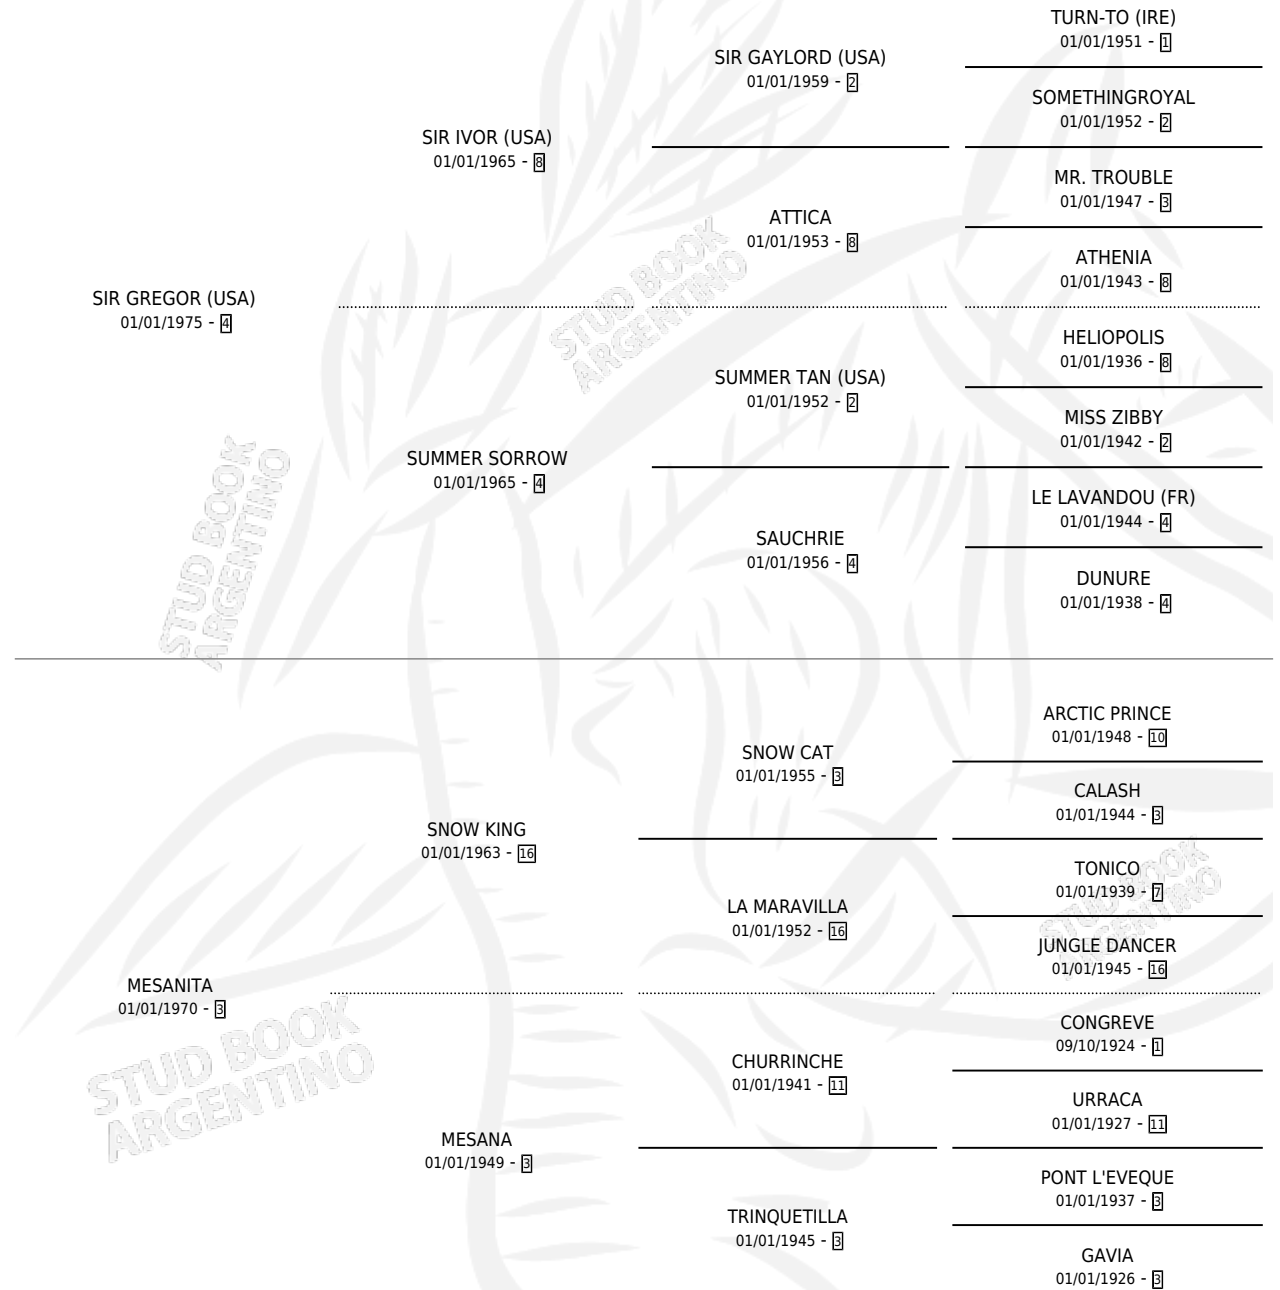 TURN-TO (IRE)
01/01/1951 - 1
SIR GAYLORD (USA)
01/01/1959 - 2
SOMETHINGROYAL
01/01/1952 - 2
SIR IVOR (USA)
01/01/1965 - 8
MR. TROUBLE
01/01/1947 - 3
ATTICA
01/01/1953 - 8
ATHENIA
01/01/1943 - 8
SIR GREGOR (USA)
01/01/1975 - 4
HELIOPOLIS
01/01/1936 - 8
SUMMER TAN (USA)
01/01/1952 - 2
MISS ZIBBY
01/01/1942 - 2
SUMMER SORROW
01/01/1965 - 4
LE LAVANDOU (FR)
01/01/1944 - 4
SAUCHRIE
01/01/1956 - 4
DUNURE
01/01/1938 - 4
ARCTIC PRINCE
01/01/1948 - 10
SNOW CAT
01/01/1955 - 3
CALASH
01/01/1944 - 3
SNOW KING
01/01/1963 - 16
TONICO
01/01/1939 - 7
LA MARAVILLA
01/01/1952 - 16
JUNGLE DANCER
01/01/1945 - 16
MESANITA
01/01/1970 - 3
CONGREVE
09/10/1924 - 1
CHURRINCHE
01/01/1941 - 11
URRACA
01/01/1927 - 11
MESANA
01/01/1949 - 3
PONT L'EVEQUE
01/01/1937 - 3
TRINQUETILLA
01/01/1945 - 3
GAVIA
01/01/1926 - 3
STUD BOOK
ARGENTINO
STUD BOOK
ARGENTINO
STUD BOOK
ARGENTINO
STUD BOOK
ARGENTINO